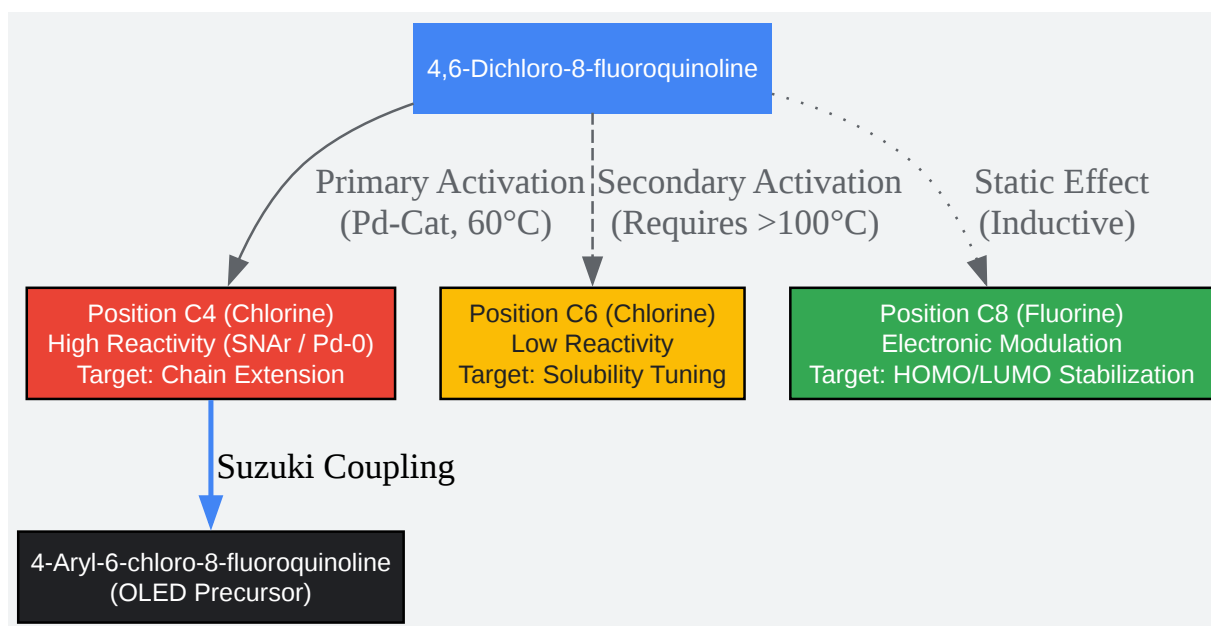 4,6-Dichloro-8-fluoroquinoline
Primary Activation
(Pd-Cat, 60°C)
Secondary Activation
(Requires >100°C)
Static Effect
(Inductive)
Position C4 (Chlorine)
High Reactivity (SNAr / Pd-0)
Target: Chain Extension
Position C6 (Chlorine)
Low Reactivity
Target: Solubility Tuning
Position C8 (Fluorine)
Electronic Modulation
Target: HOMO/LUMO Stabilization
Suzuki Coupling
4-Aryl-6-chloro-8-fluoroquinoline
(OLED Precursor)